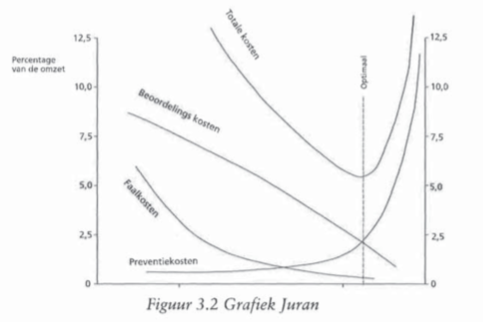 Totale kosten
12,5
12,5
Percentage
van de omzet
Optimaal
10,0
10,0
Beoordelings kosten
7,5
7,5
5,0
5,0
Faalkosten
2,5
2,5
Preventiekosten
0
0
Figuur 3.2 Grafiek Juran